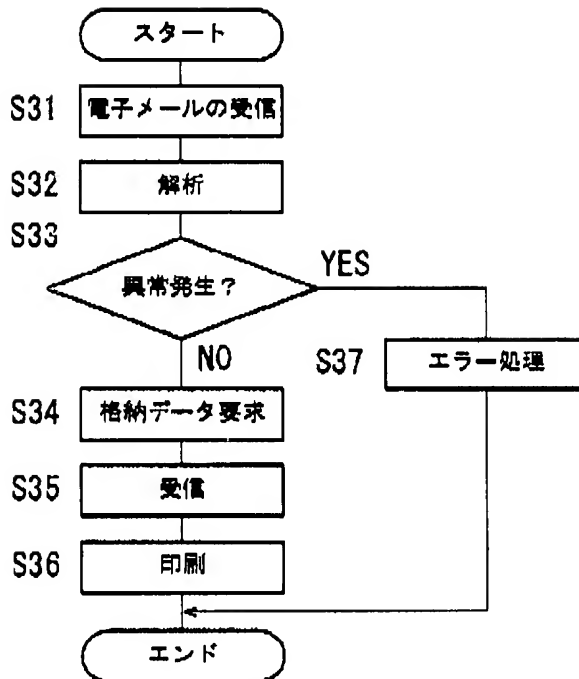 スタート
S31 電子メールの受信
S32 解析
S33
異常発生？ YES
NO
S37 エラー処理
S34 格納データ要求
S35 受信
S36 印刷
エンド